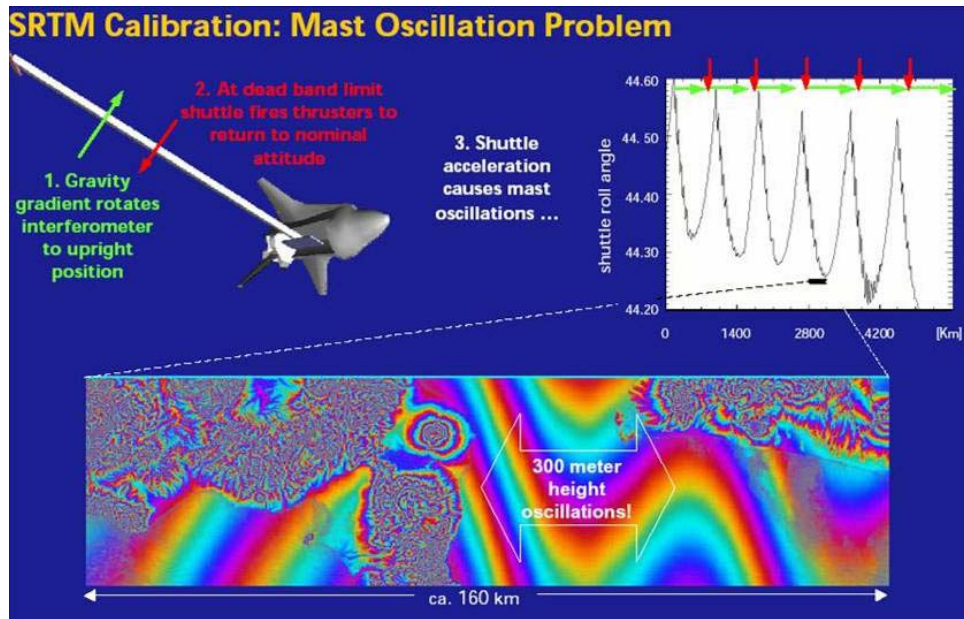 SRTM Calibration: Mast Oscillation Problem
2. At dead band limit
shuttle fires thrusters to
return to nominal
attitude
1. Gravity
gradient rotates
interferometer
to upright
position
3. Shuttle
acceleration
causes mast
oscillations ...
shuttle roll angle
44.60
44. 50
44.40
44.30
44.20
0 1400 2800 4200 [Km]
300 meter
height
oscillations!
ca. 160 km